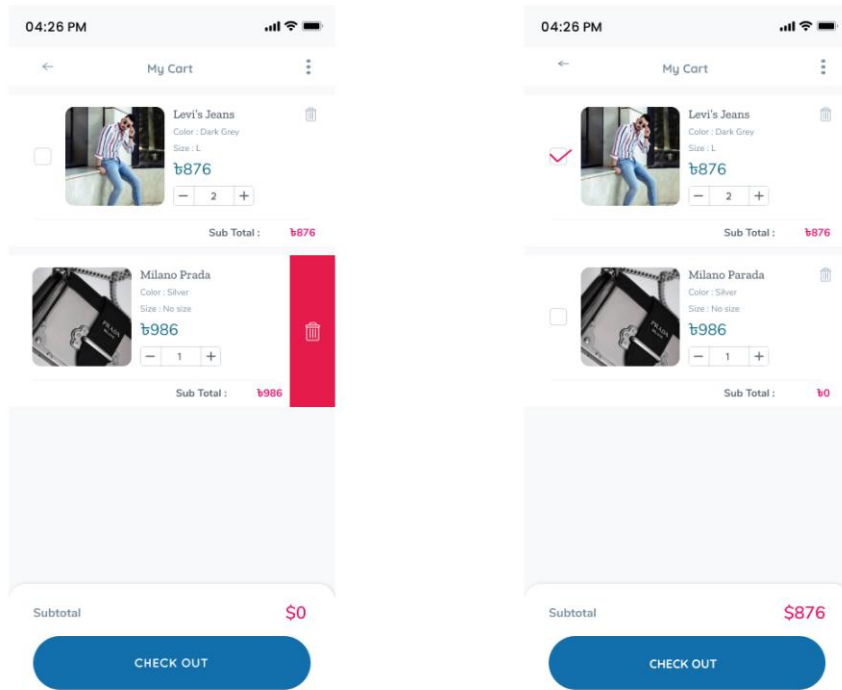 04:26 PM
My Cart
Levi's Jeans
Color : Dark Grey
Size : L
৳876
− 2 +
Sub Total : ৳876
Milano Prada
Color : Silver
Size : No size
৳986
− 1 +
Sub Total : ৳986
Subtotal $0
CHECK OUT
04:26 PM
My Cart
Levi's Jeans
Color : Dark Grey
Size : L
৳876
− 2 +
Sub Total : ৳876
Milano Parada
Color : Silver
Size : No size
৳986
− 1 +
Sub Total : ৳0
Subtotal $876
CHECK OUT
PRADA
PRADA